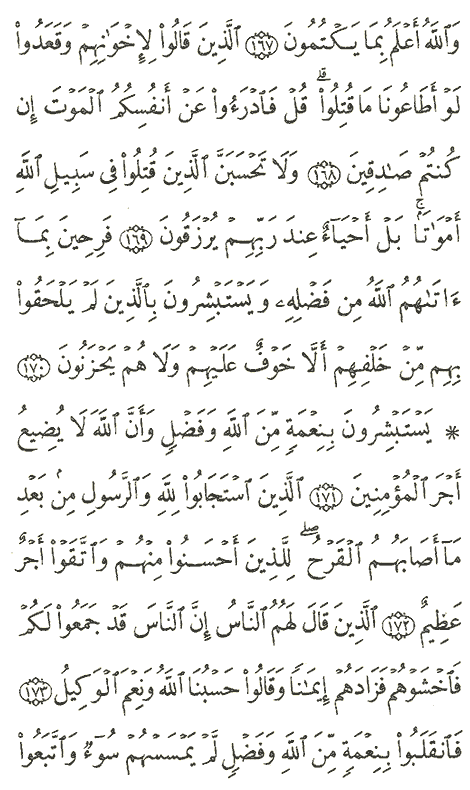 وَٱللَّهُ أَعۡلَمُ بِمَا يَكۡتُمُونَ ١٦٧ ٱلَّذِينَ قَالُواْ لِإِخۡوَٰنِهِمۡ وَقَعَدُواْ
لَوۡ أَطَاعُونَا مَا قُتِلُواْۗ قُلۡ فَٱدۡرَءُواْ عَنۡ أَنفُسِكُمُ ٱلۡمَوۡتَ إِن
كُنتُمۡ صَٰدِقِينَ ١٦٨ وَلَا تَحۡسَبَنَّ ٱلَّذِينَ قُتِلُواْ فِي سَبِيلِ ٱللَّهِ
أَمۡوَٰتَۢاۚ بَلۡ أَحۡيَآءٌ عِندَ رَبِّهِمۡ يُرۡزَقُونَ ١٦٩ فَرِحِينَ بِمَآ
ءَاتَىٰهُمُ ٱللَّهُ مِن فَضۡلِهِۦ وَيَسۡتَبۡشِرُونَ بِٱلَّذِينَ لَمۡ يَلۡحَقُواْ
بِهِم مِّنۡ خَلۡفِهِمۡ أَلَّا خَوۡفٌ عَلَيۡهِمۡ وَلَا هُمۡ يَحۡزَنُونَ ١٧٠
* يَسۡتَبۡشِرُونَ بِنِعۡمَةٖ مِّنَ ٱللَّهِ وَفَضۡلٖ وَأَنَّ ٱللَّهَ لَا يُضِيعُ
أَجۡرَ ٱلۡمُؤۡمِنِينَ ١٧١ ٱلَّذِينَ ٱسۡتَجَابُواْ لِلَّهِ وَٱلرَّسُولِ مِنۢ بَعۡدِ
مَآ أَصَابَهُمُ ٱلۡقَرۡحُۖ لِلَّذِينَ أَحۡسَنُواْ مِنۡهُمۡ وَٱتَّقَوۡاْ أَجۡرٌ
عَظِيمٌ ١٧٢ ٱلَّذِينَ قَالَ لَهُمُ ٱلنَّاسُ إِنَّ ٱلنَّاسَ قَدۡ جَمَعُواْ لَكُمۡ
فَٱخۡشَوۡهُمۡ فَزَادَهُمۡ إِيمَٰنٗا وَقَالُواْ حَسۡبُنَا ٱللَّهُ وَنِعۡمَ ٱلۡوَكِيلُ ١٧٣
فَٱنقَلَبُواْ بِنِعۡمَةٖ مِّنَ ٱللَّهِ وَفَضۡلٖ لَّمۡ يَمۡسَسۡهُمۡ سُوٓءٞ وَٱتَّبَعُواْ